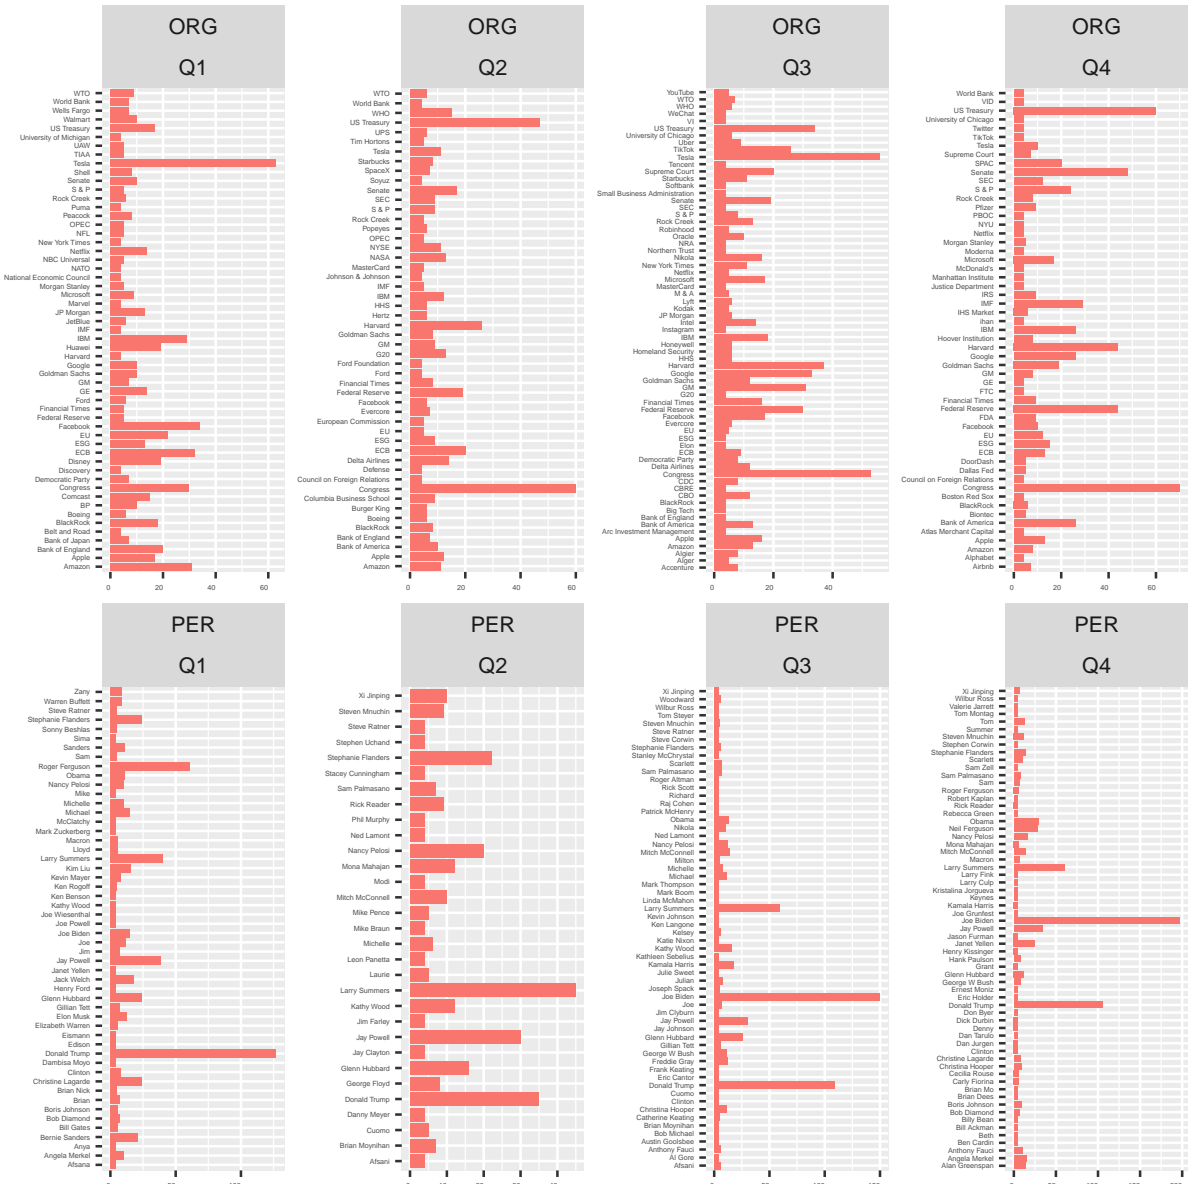 ORG
Q1
WTO
World Bank
Wells Fargo
Walmart
US Treasury
University of Michigan
UAW
TIAA
Tesla
Shell
Senate
S & P
Rock Creek
Puma
Peacock
OPEC
NFL
New York Times
Netflix
NBC Universal
NATO
National Economic Council
Morgan Stanley
Microsoft
Marvel
JP Morgan
JetBlue
IMF
IBM
Huawei
Harvard
Google
Goldman Sachs
GM
GE
Ford
Financial Times
Federal Reserve
Facebook
EU
ESG
ECB
Disney
Discovery
Democratic Party
Congress
Comcast
BP
Boeing
BlackRock
Belt and Road
Bank of Japan
Bank of England
Apple
Amazon
0 20 40 60
ORG
Q2
WTO
World Bank
WHO
US Treasury
UPS
Tim Hortons
Tesla
Starbucks
SpaceX
Soyuz
Senate
SEC
S & P
Rock Creek
Popeyes
OPEC
NYSE
NASA
MasterCard
Johnson & Johnson
IMF
IBM
HHS
Hertz
Harvard
Goldman Sachs
GM
G20
Ford Foundation
Ford
Financial Times
Federal Reserve
Facebook
Evercore
European Commission
EU
ESG
ECB
Delta Airlines
Defense
Council on Foreign Relations
Congress
Columbia Business School
Burger King
Boeing
BlackRock
Bank of England
Bank of America
Apple
Amazon
0 20 40 60
ORG
Q3
YouTube
WTO
WHO
WeChat
VI
US Treasury
University of Chicago
Uber
TikTok
Tesla
Tencent
Supreme Court
Starbucks
Softbank
Small Business Administration
Senate
SEC
S & P
Rock Creek
Robinhood
Oracle
NRA
Northern Trust
Nikola
New York Times
Netflix
Microsoft
MasterCard
M & A
Lyft
Kodak
JP Morgan
Intel
Instagram
IBM
Honeywell
Homeland Security
HHS
Harvard
Google
Goldman Sachs
GM
G20
Financial Times
Federal Reserve
Facebook
Evercore
EU
ESG
Elon
ECB
Democratic Party
Delta Airlines
Congress
CDC
CBRE
CBO
BlackRock
Big Tech
Bank of England
Bank of America
Arc Investment Management
Apple
Amazon
Algier
Alger
Accenture
0 20 40
ORG
Q4
World Bank
VID
US Treasury
University of Chicago
Twitter
TikTok
Tesla
Supreme Court
SPAC
Senate
SEC
S & P
Rock Creek
Pfizer
PBOC
NYU
Netflix
Morgan Stanley
Moderna
Microsoft
McDonald's
Manhattan Institute
Justice Department
IRS
IMF
IHS Market
ihan
IBM
Hoover Institution
Harvard
Google
Goldman Sachs
GM
GE
FTC
Financial Times
Federal Reserve
FDA
Facebook
EU
ESG
ECB
DoorDash
Dallas Fed
Council on Foreign Relations
Congress
Boston Red Sox
BlackRock
Biontec
Bank of America
Atlas Merchant Capital
Apple
Amazon
Alphabet
Airbnb
0 20 40 60
PER
Q1
Zany
Warren Buffett
Steve Ratner
Stephanie Flanders
Sonny Beshlas
Sima
Sanders
Sam
Roger Ferguson
Obama
Nancy Pelosi
Mike
Michelle
Michael
McClatchy
Mark Zuckerberg
Macron
Lloyd
Larry Summers
Kim Liu
Kevin Mayer
Ken Rogoff
Ken Benson
Kathy Wood
Joe Wiesenthal
Joe Powell
Joe Biden
Joe
Jim
Jay Powell
Janet Yellen
Jack Welch
Henry Ford
Glenn Hubbard
Gillian Tett
Elon Musk
Elizabeth Warren
Eismann
Edison
Donald Trump
Dambisa Moyo
Clinton
Christine Lagarde
Brian Nick
Brian
Boris Johnson
Bob Diamond
Bill Gates
Bernie Sanders
Anya
Angela Merkel
Afsana
PER
Q2
Xi Jinping
Steven Mnuchin
Steve Ratner
Stephen Uchand
Stephanie Flanders
Stacey Cunningham
Sam Palmasano
Rick Reader
Phil Murphy
Ned Lamont
Nancy Pelosi
Mona Mahajan
Modi
Mitch McConnell
Mike Pence
Mike Braun
Michelle
Leon Panetta
Laurie
Larry Summers
Kathy Wood
Jim Farley
Jay Powell
Jay Clayton
Glenn Hubbard
George Floyd
Donald Trump
Danny Meyer
Cuomo
Brian Moynihan
Afsani
PER
Q3
Xi Jinping
Woodward
Wilbur Ross
Tom Steyer
Steven Mnuchin
Steve Ratner
Steve Corwin
Stephanie Flanders
Stanley McChrystal
Scarlett
Sam Palmasano
Roger Altman
Rick Scott
Richard
Raj Cohen
Patrick McHenry
Obama
Nikola
Ned Lamont
Nancy Pelosi
Mitch McConnell
Milton
Michelle
Michael
Mark Thompson
Mark Boom
Linda McMahon
Larry Summers
Kevin Johnson
Ken Langone
Kelsey
Katie Nixon
Kathy Wood
Kathleen Sebelius
Kamala Harris
Julie Sweet
Julian
Joseph Spack
Joe Biden
Joe
Jim Clyburn
Jay Powell
Jay Johnson
Glenn Hubbard
Gillian Tett
George W Bush
Freddie Gray
Frank Keating
Eric Cantor
Donald Trump
Cuomo
Clinton
Christina Hooper
Catherine Keating
Brian Moynihan
Bob Michael
Austin Goolsbee
Anthony Fauci
Al Gore
Afsani
PER
Q4
Xi Jinping
Wilbur Ross
Valerie Jarrett
Tom Montag
Tom
Summer
Steven Mnuchin
Stephen Corwin
Stephanie Flanders
Scarlett
Sam Zell
Sam Palmasano
Sam
Roger Ferguson
Robert Kaplan
Rick Reader
Rebecca Green
Obama
Neil Ferguson
Nancy Pelosi
Mona Mahajan
Mitch McConnell
Macron
Larry Summers
Larry Fink
Larry Culp
Kristalina Jorgueva
Keynes
Kamala Harris
Joe Grunfest
Joe Biden
Jay Powell
Jason Furman
Janet Yellen
Henry Kissinger
Hank Paulson
Grant
Glenn Hubbard
George W Bush
Ernest Moniz
Eric Holder
Donald Trump
Don Byer
Dick Durbin
Denny
Dan Tarulo
Dan Jurgen
Clinton
Christine Lagarde
Christina Hooper
Cecilia Rouse
Carly Fiorina
Brian Mo
Brian Dees
Boris Johnson
Bob Diamond
Billy Bean
Bill Ackman
Beth
Ben Cardin
Anthony Fauci
Angela Merkel
Alan Greenspan